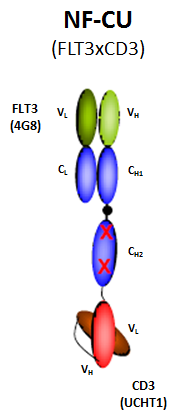 NF-CU
(FLT3xCD3)
FLT3
(4G8)
VL
VH
CL
CH1
X
CH2
X
VL
VH
CD3
(UCHT1)